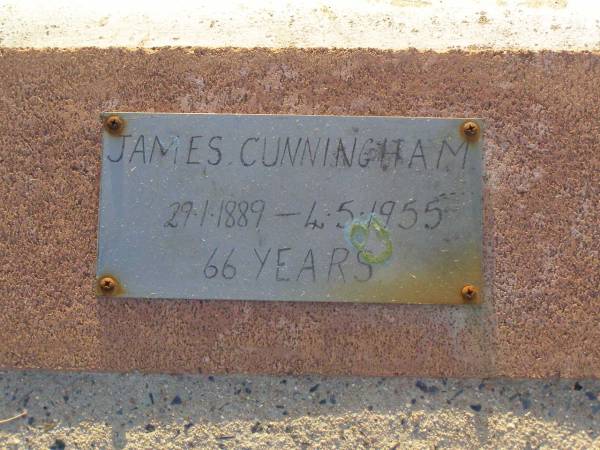 JAMES. CUNNINGHAM
29.1.1889 - 4.5.1955
66 YEARS